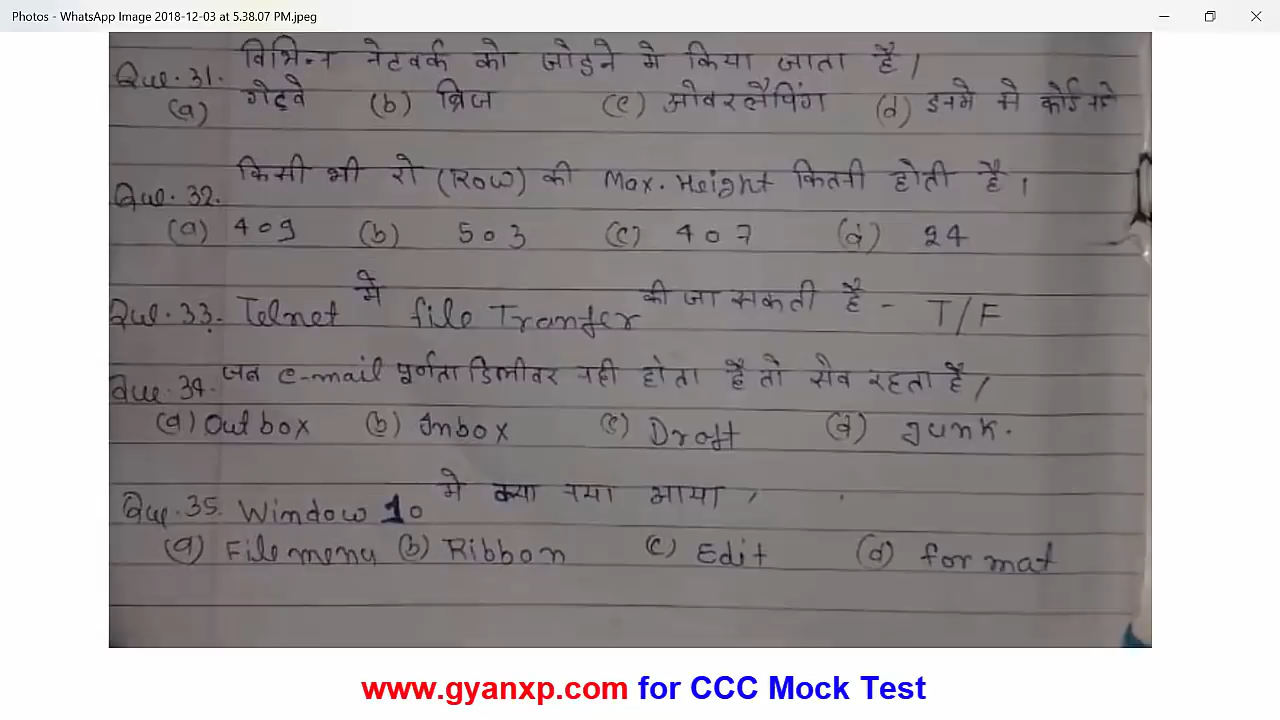 Photos - WhatsApp Image 2018-12-03 at 5.38.07 PM.jpeg
Que.31. विभिन्न नेटवर्क को जोडने मे किया जाता है।
(a) गेटवे (b) ब्रिज (c) ओवरलैपिंग (d) इनमे से कोई नही
Que.32. किसी भी रो (Row) की Max. Height कितनी होती है।
(a) 409 (b) 503 (c) 407 (d) 24
Que.33. Telnet मे file Tranfer की जा सकती है - T/F
Que.34. जब e-mail पूर्णता डिलीवर नही होता है तो सेव रहता है।
(a) Outbox (b) Inbox (c) Draft (d) junk.
Que.35. Window 10 मे क्या नया आया ,
(a) File menu (b) Ribbon (c) Edit (d) format
www.gyanxp.com for CCC Mock Test